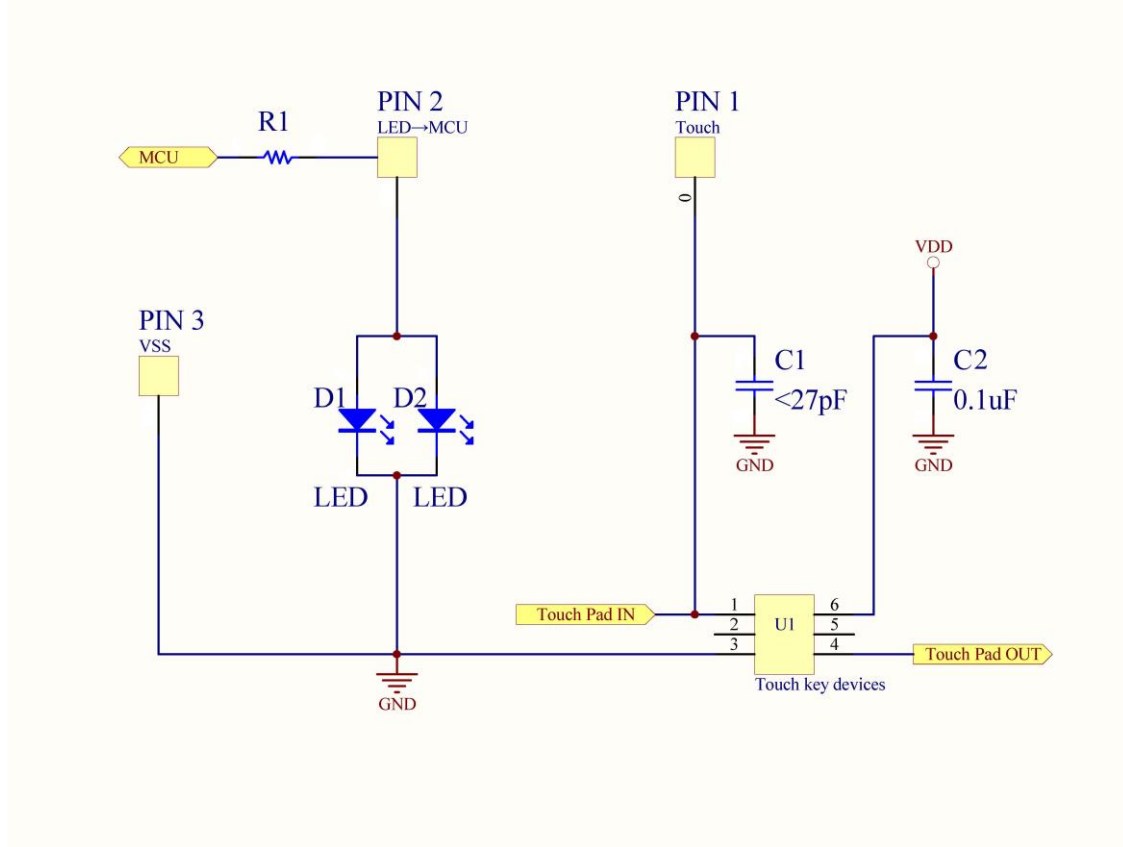 PIN 2
LED→MCU
PIN 1
Touch
R1
MCU
0
VDD
PIN 3
VSS
C1
<27pF
C2
0.1uF
D1
D2
GND
GND
LED
LED
Touch Pad IN
1
2
3
U1
6
5
4
Touch Pad OUT
Touch key devices
GND